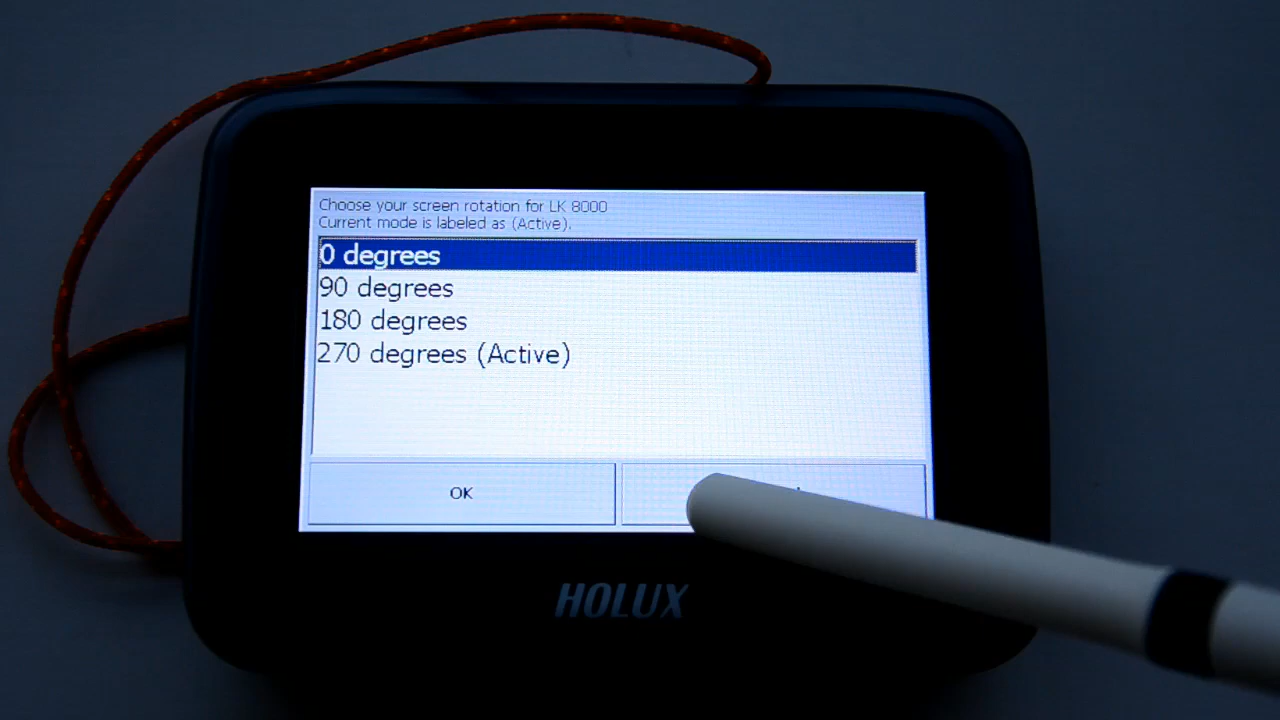 Choose your screen rotation for LK 8000
Current mode is labeled as (Active).
0 degrees
90 degrees
180 degrees
270 degrees (Active)
OK
HOLUX